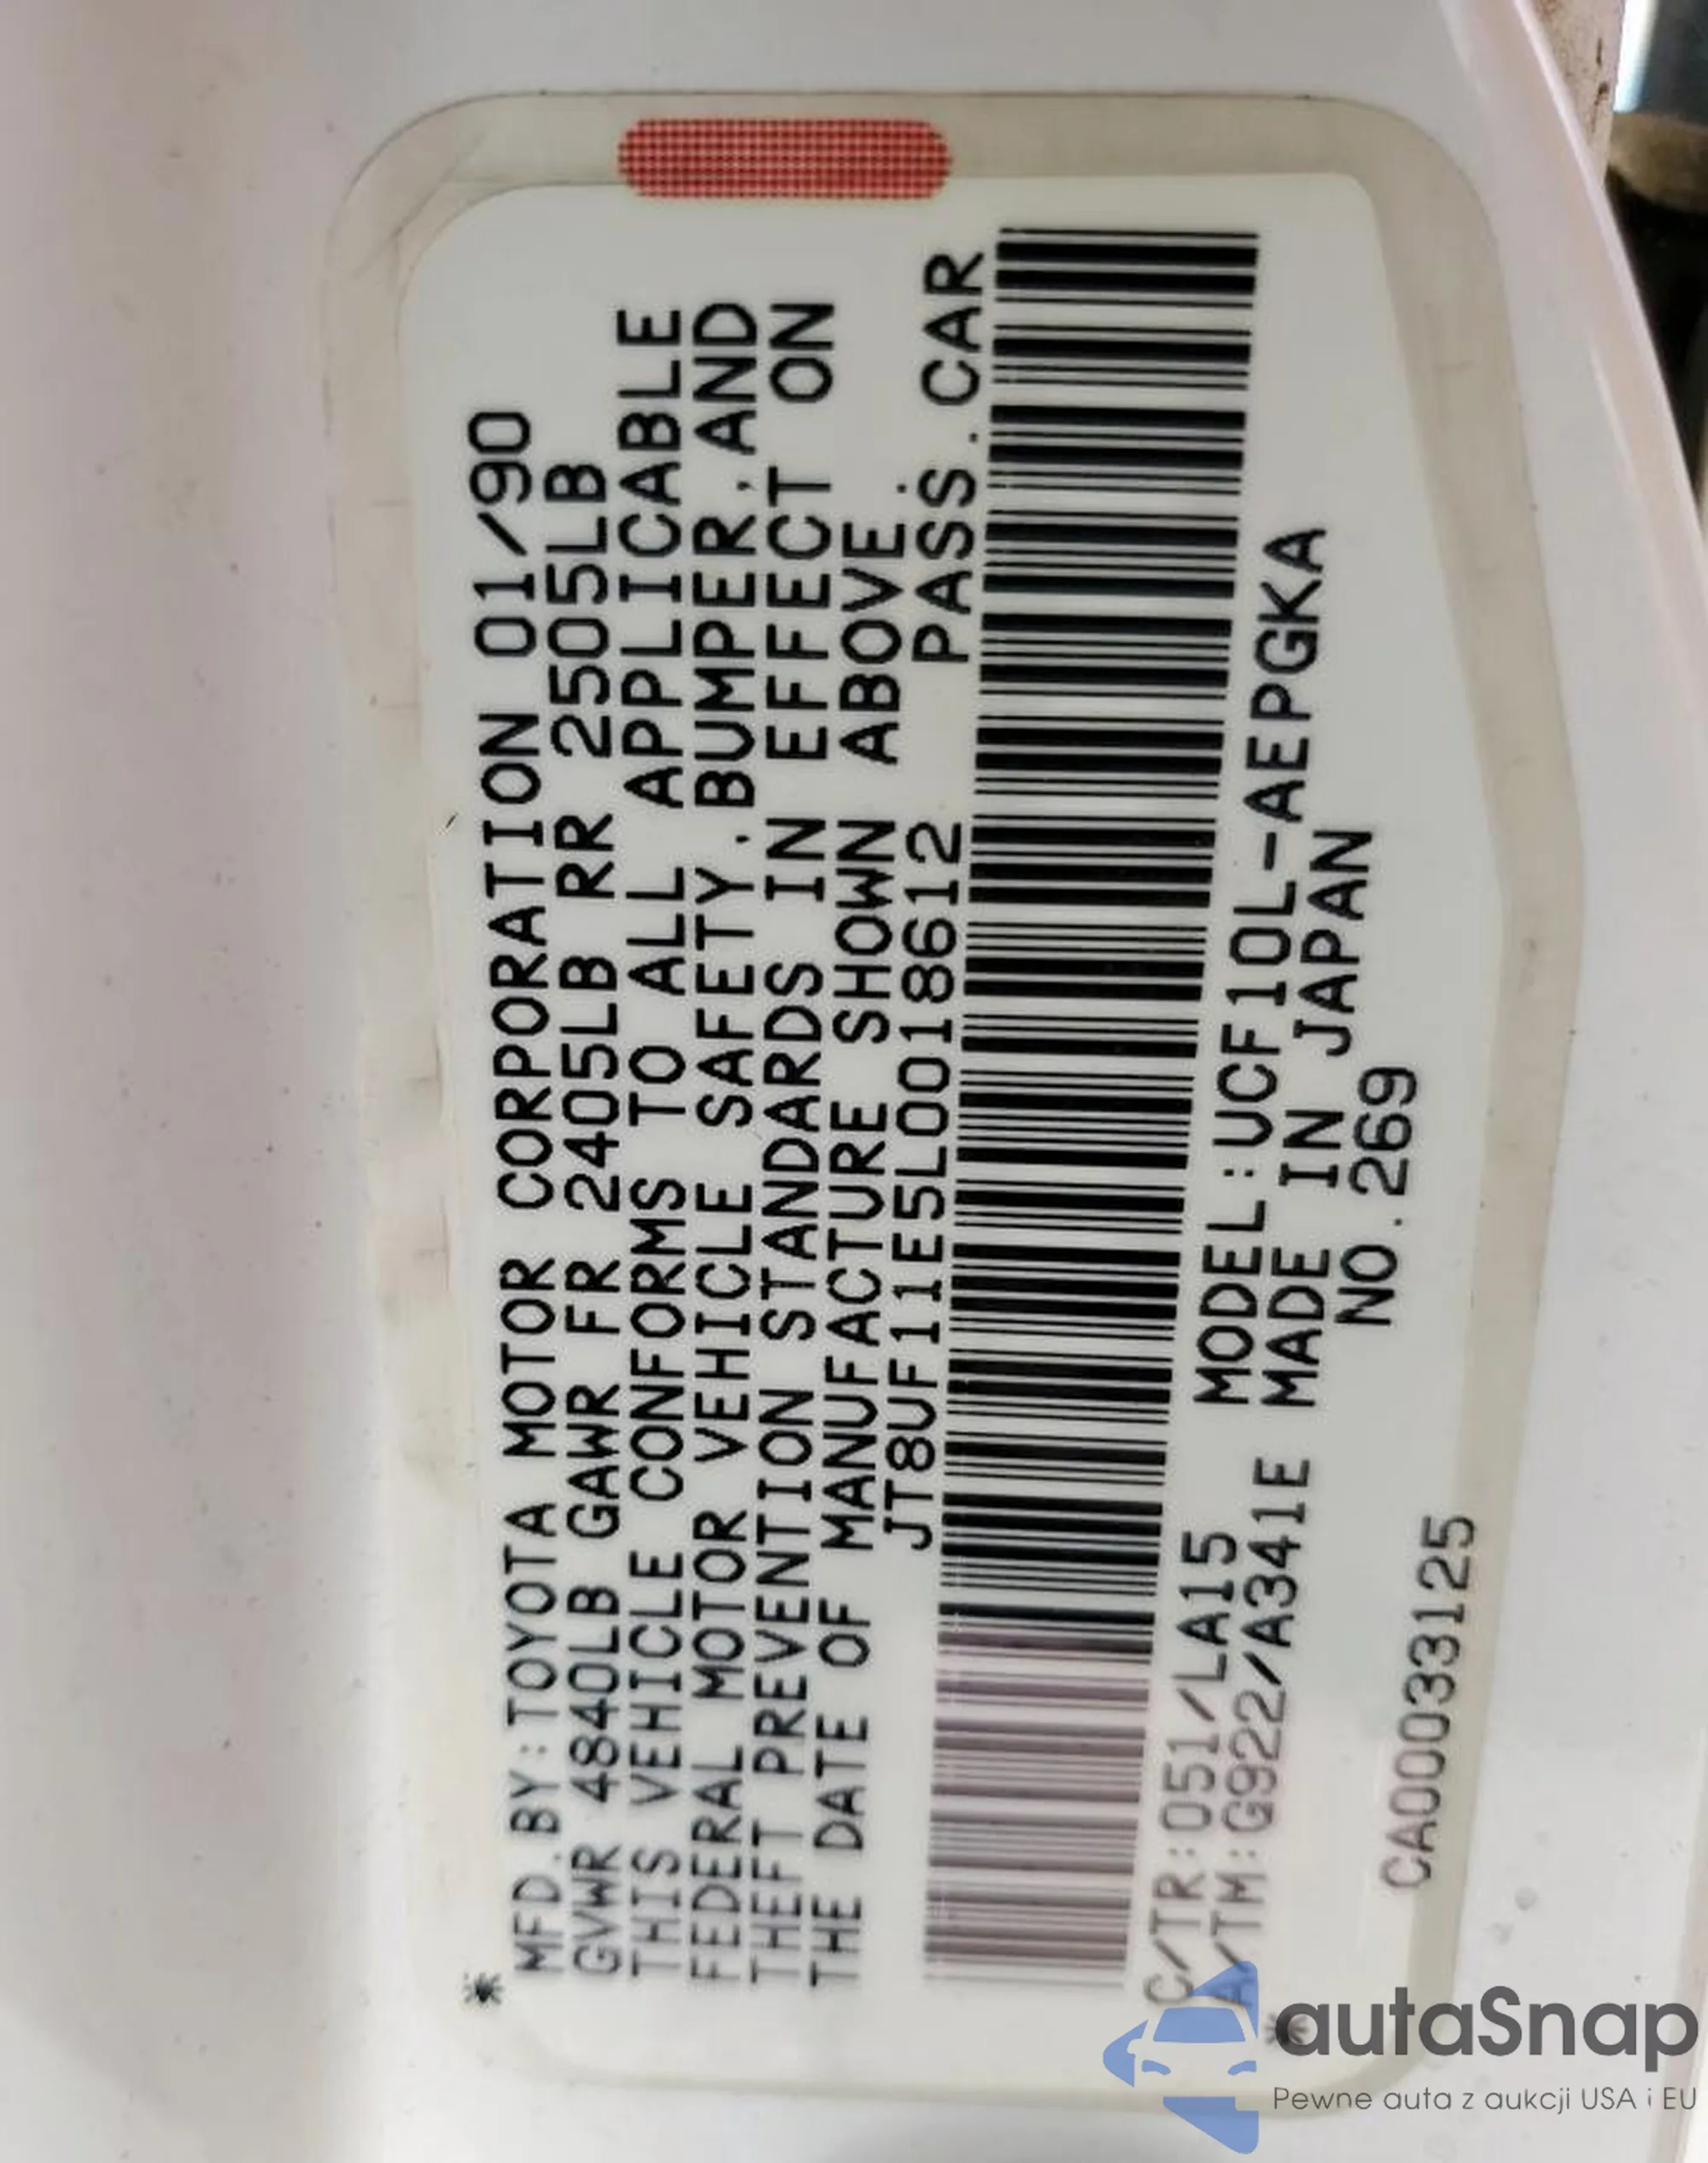 MFD.BY:TOYOTA MOTOR CORPORATION 01/90
GVWR 4840LB GAWR FR 2405LB RR 2505LB
THIS VEHICLE CONFORMS TO ALL APPLICABLE
FEDERAL MOTOR VEHICLE SAFETY.BUMPER,AND
THEFT PREVENTION STANDARDS IN EFFECT ON
THE DATE OF MANUFACTURE SHOWN ABOVE.
JT8UF11E5L0018612 PASS.CAR
C/TR:051/LA15 MODEL:UCF10L-AEPGKA
A/TM:G922/A341E MADE IN JAPAN
NO.269
CA00033125
autaSnap
Pewne auta z aukcji USA i EU